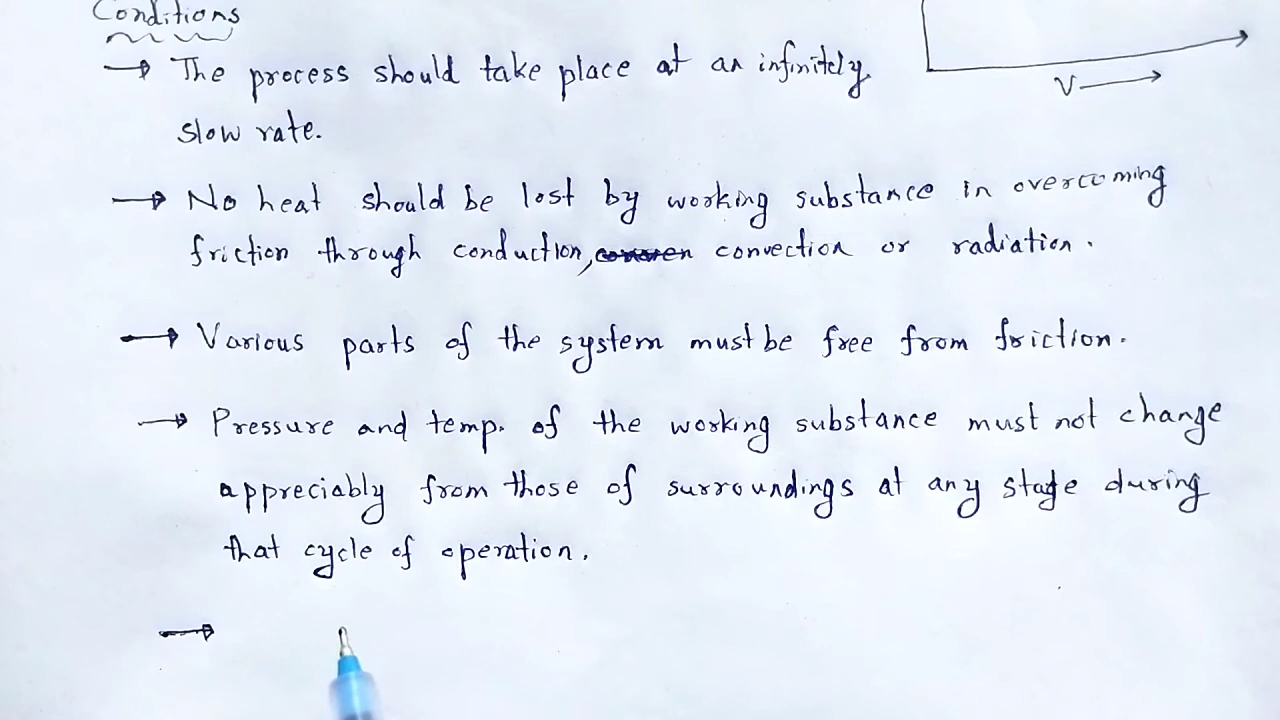 Conditions
→ The process should take place at an infinitely
slow rate.
→ No heat should be lost by working substance in overcoming
friction through conduction, convection or radiation.
→ Various parts of the system must be free from friction.
→ Pressure and temp. of the working substance must not change
appreciably from those of surroundings at any stage during
that cycle of operation.
→
V →